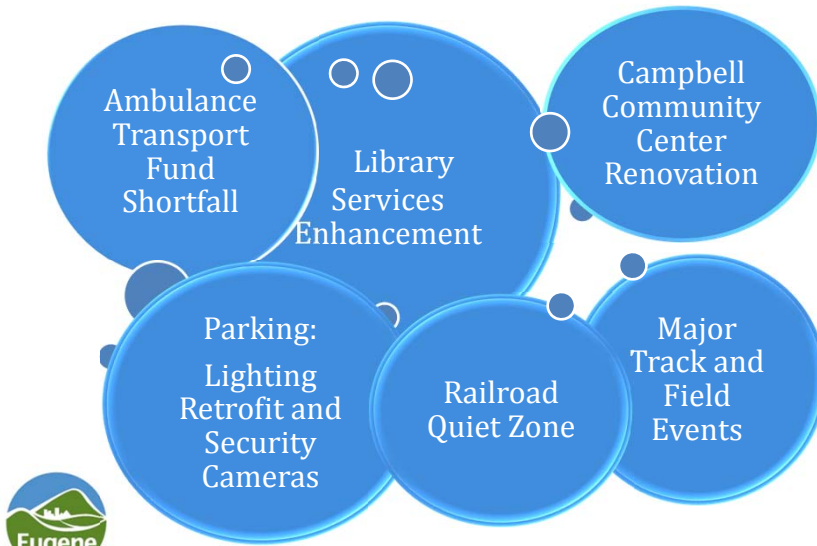 Ambulance
Transport
Fund
Shortfall
Library
Services
Enhancement
Campbell
Community
Center
Renovation
Parking:
Lighting
Retrofit and
Security
Cameras
Railroad
Quiet Zone
Major
Track and
Field
Events
Eugene